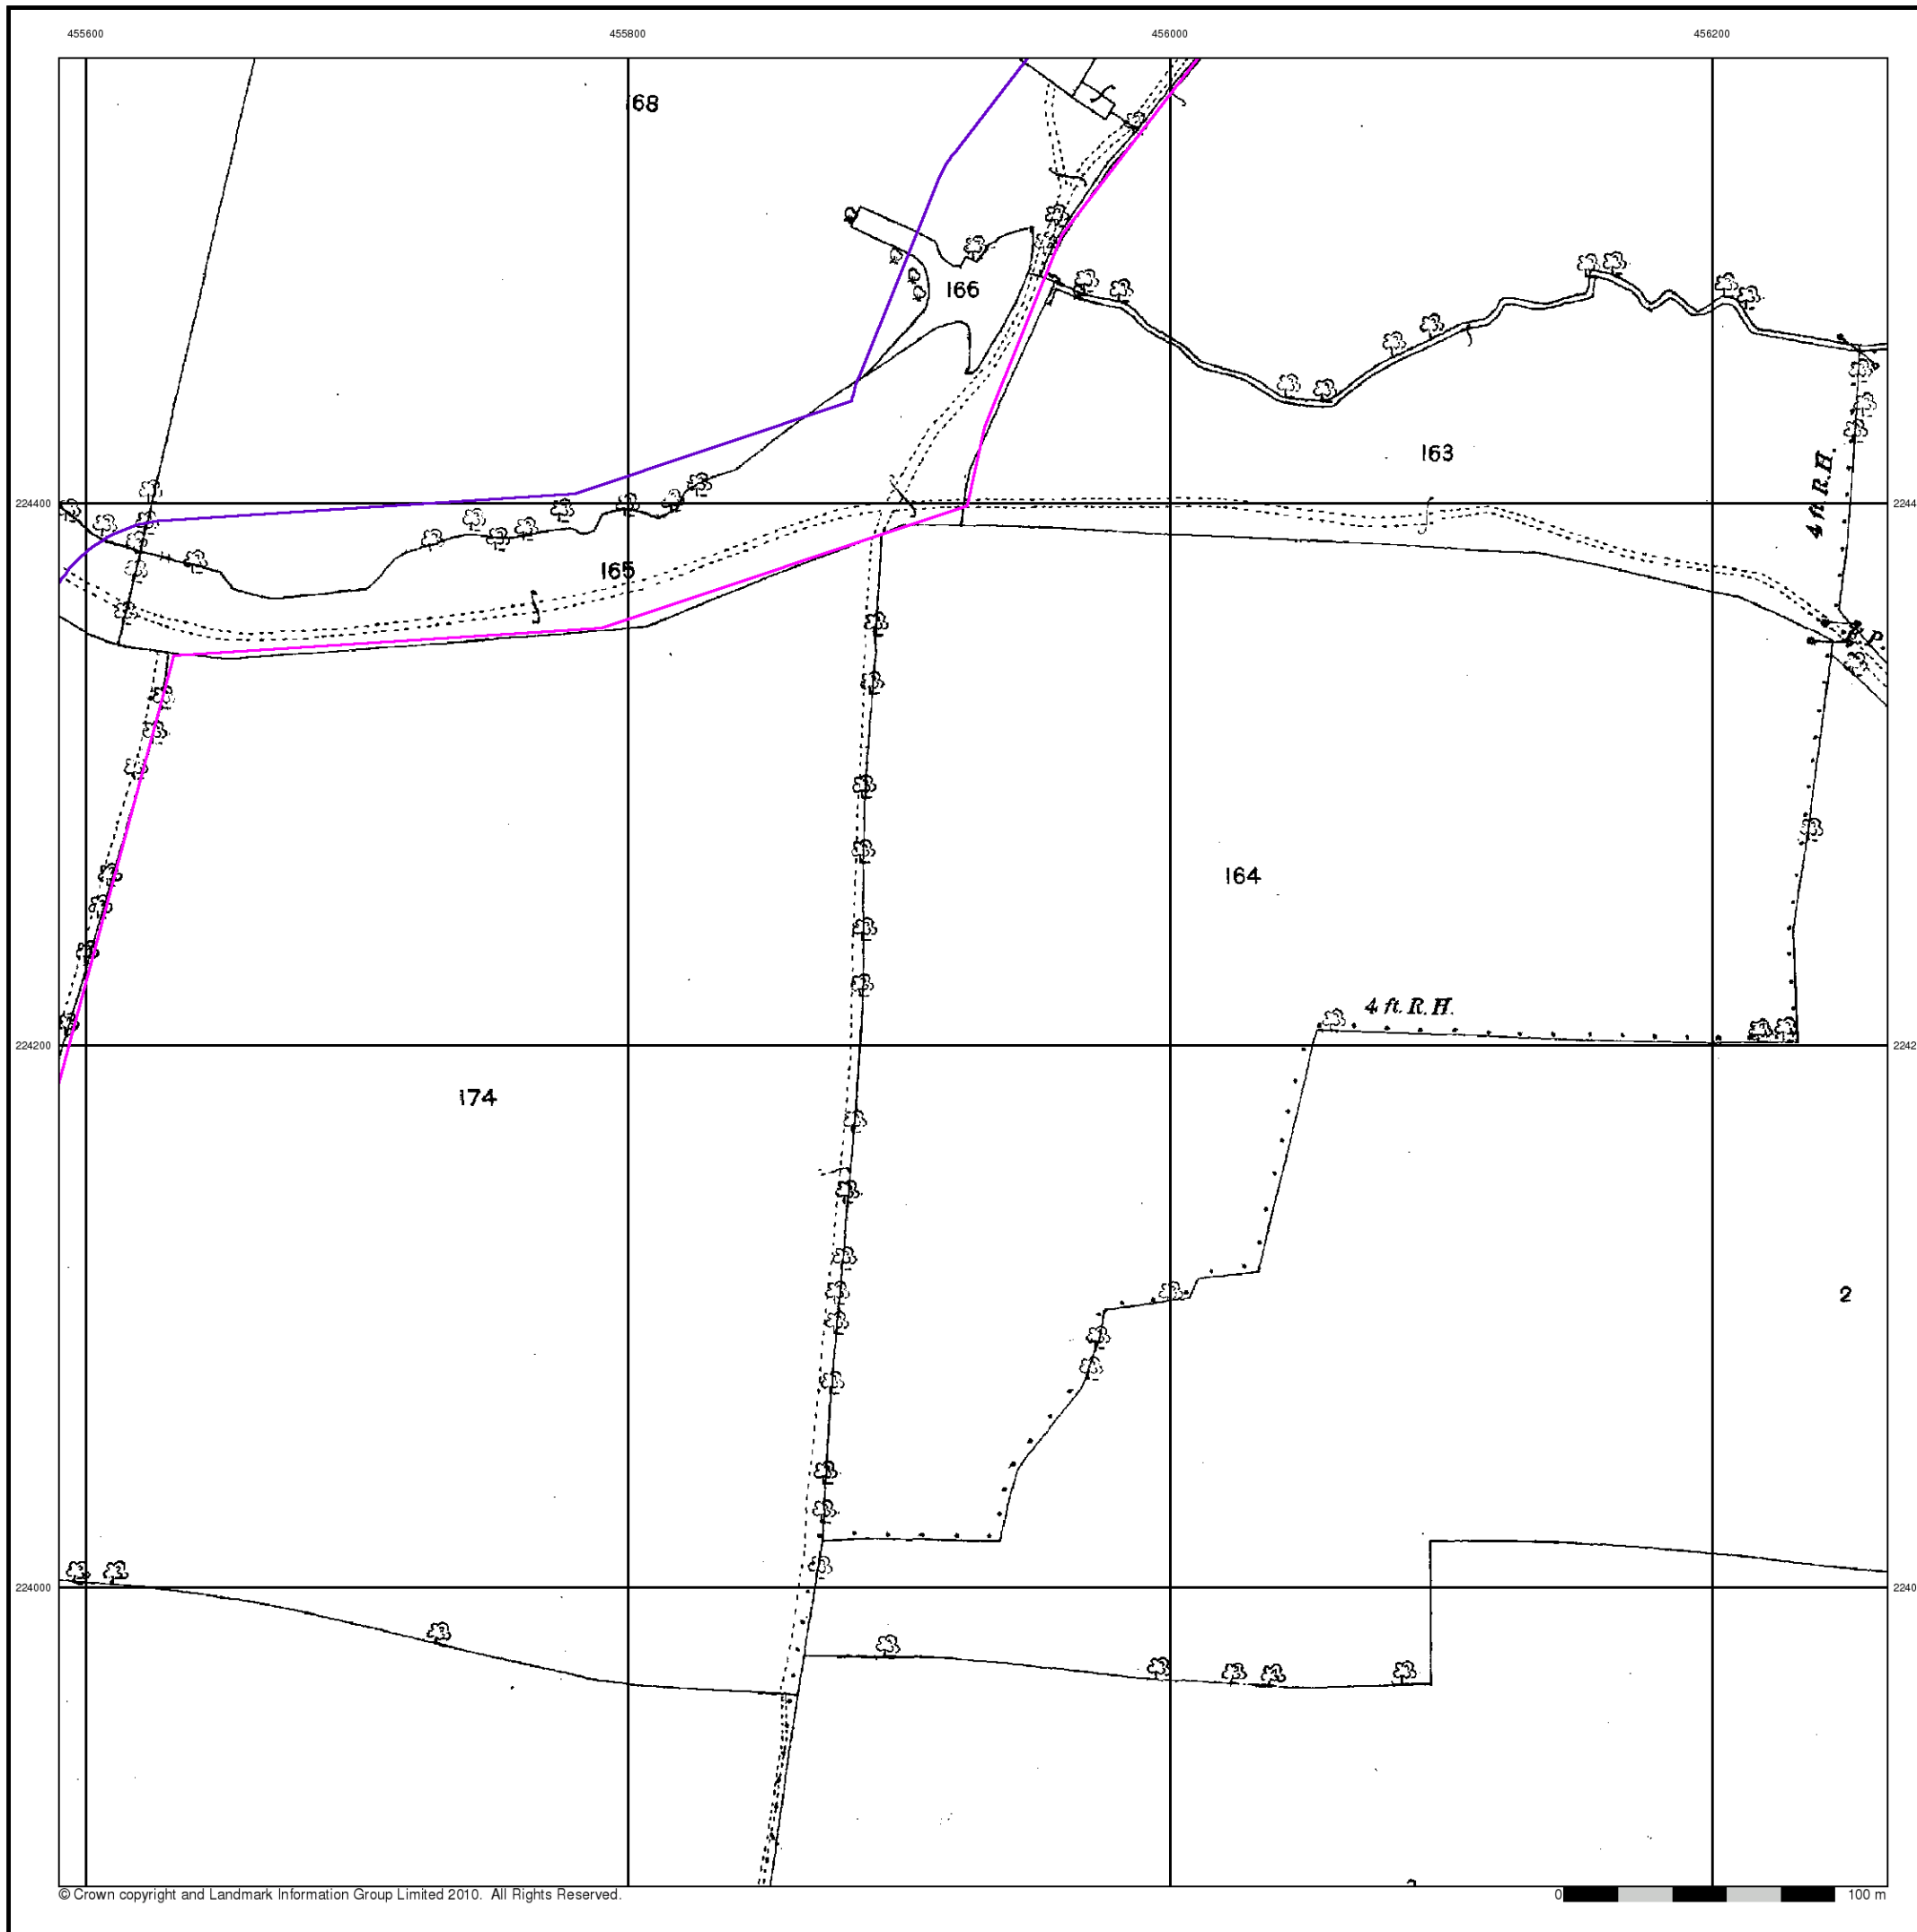 455600 455800 456000 456200
168
166
163
4 ft. R.H.
224400 2244
165
P.
164
4 ft. R.H.
224200 2242
174
2
224000 2240
© Crown copyright and Landmark Information Group Limited 2010. All Rights Reserved.
0 100 m